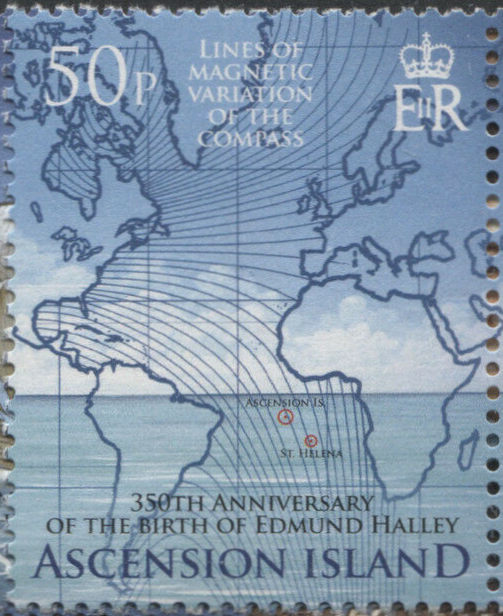 50p
LINES OF
MAGNETIC
VARIATION
OF THE
COMPASS
EIIR
ASCENSION IS.
ST. HELENA
350TH ANNIVERSARY
OF THE BIRTH OF EDMUND HALLEY
ASCENSION ISLAND